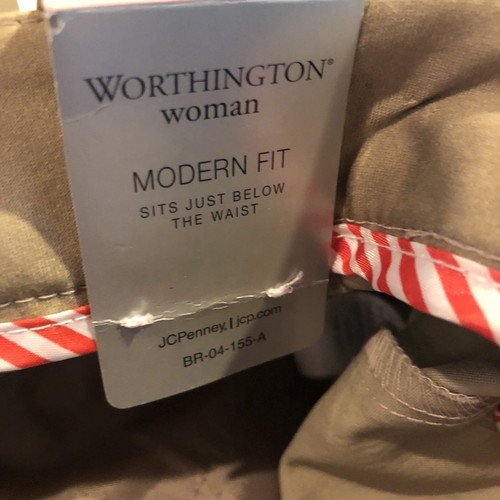 WORTHINGTON®
woman
MODERN FIT
SITS JUST BELOW
THE WAIST
JCPenney | jcp.com
BR-04-155-A